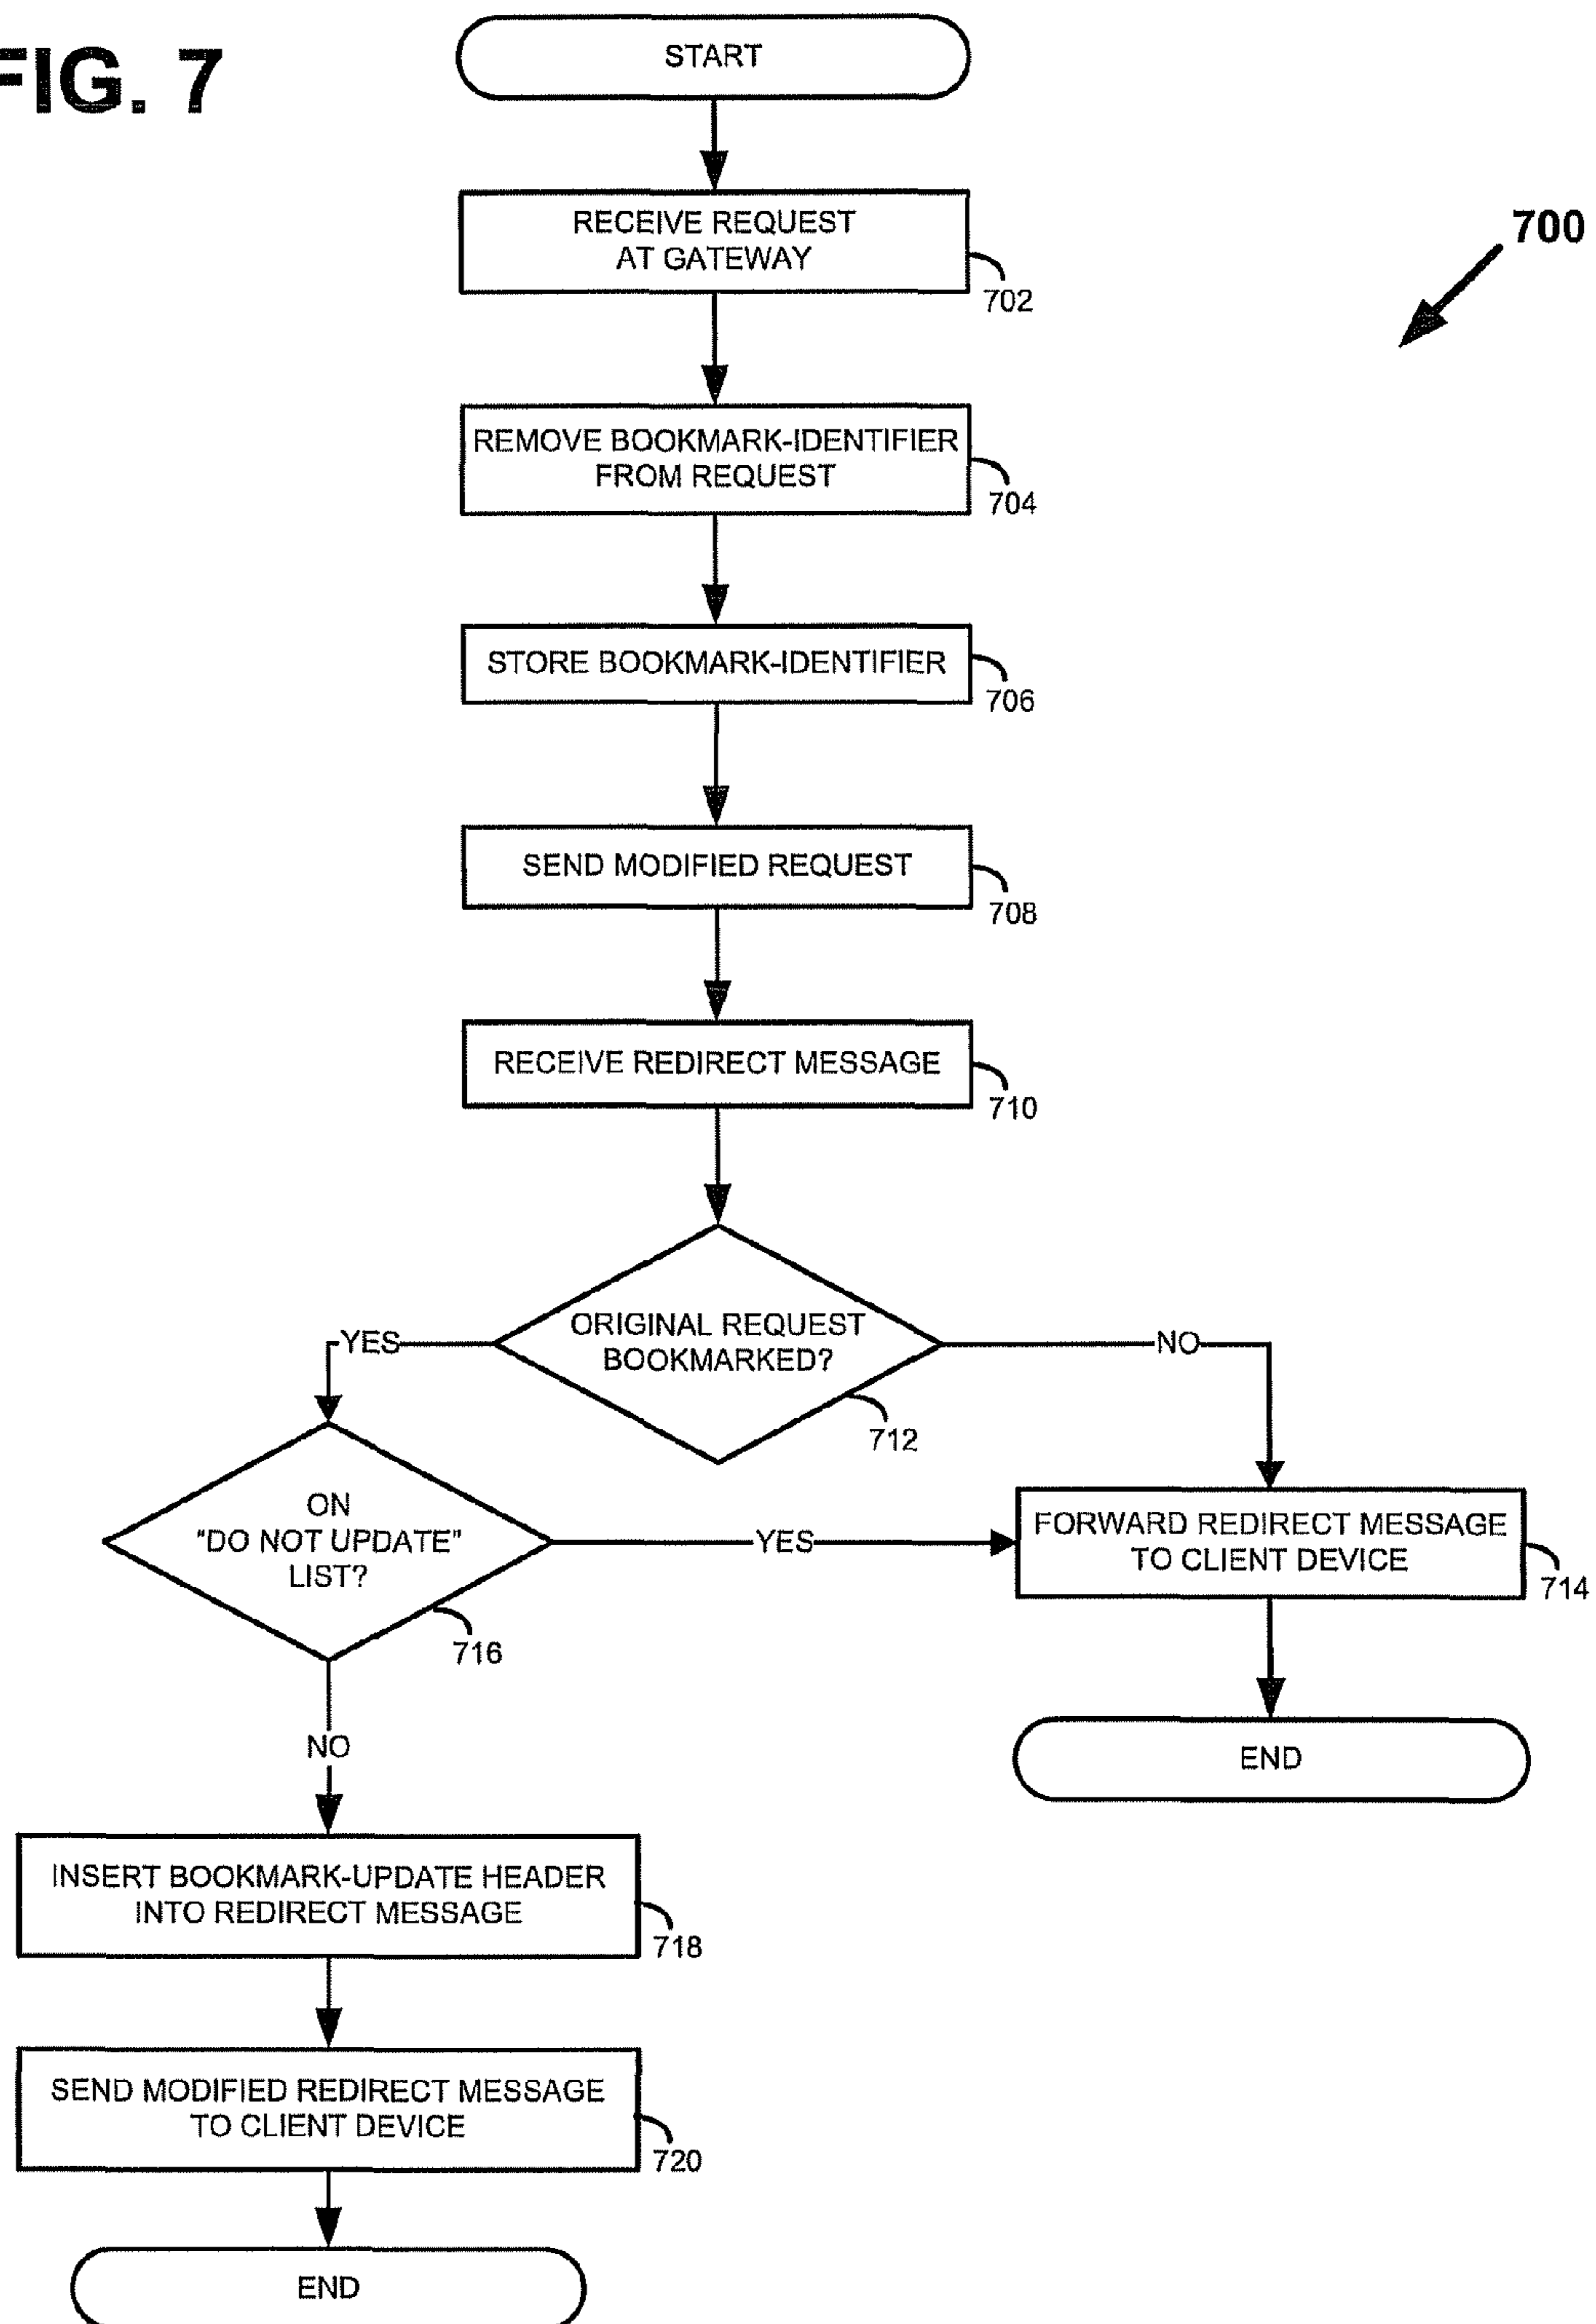 FIG. 7
START
700
RECEIVE REQUEST
AT GATEWAY
702
REMOVE BOOKMARK-IDENTIFIER
FROM REQUEST
704
STORE BOOKMARK-IDENTIFIER
706
SEND MODIFIED REQUEST
708
RECEIVE REDIRECT MESSAGE
710
ORIGINAL REQUEST
BOOKMARKED?
YES
NO
712
ON
"DO NOT UPDATE"
LIST?
YES
716
FORWARD REDIRECT MESSAGE
TO CLIENT DEVICE
714
NO
END
INSERT BOOKMARK-UPDATE HEADER
INTO REDIRECT MESSAGE
718
SEND MODIFIED REDIRECT MESSAGE
TO CLIENT DEVICE
720
END